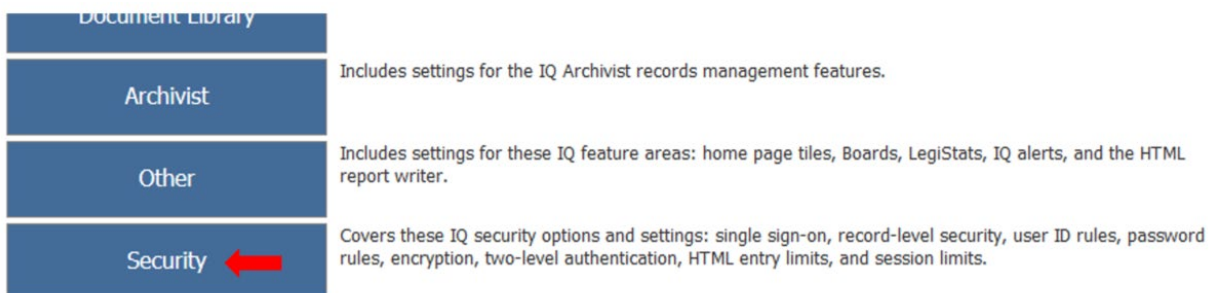 Document Library
Archivist
Includes settings for the IQ Archivist records management features.
Other
Includes settings for these IQ feature areas: home page tiles, Boards, LegiStats, IQ alerts, and the HTML
report writer.
Security
Covers these IQ security options and settings: single sign-on, record-level security, user ID rules, password
rules, encryption, two-level authentication, HTML entry limits, and session limits.